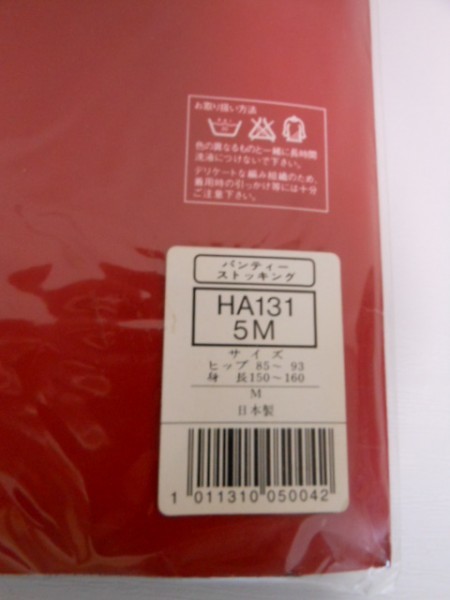 お取り扱い方法
色の異なるものと一緒に長時間
洗液につけないで下さい。
デリケートな編み組織のため、
着用時の引っかけ等には十分
ご注意下さい。
パンティー
ストッキング
HA131
5M
サイズ
ヒップ 85～ 93
身 長150～160
M
日本製
1 011310 050042